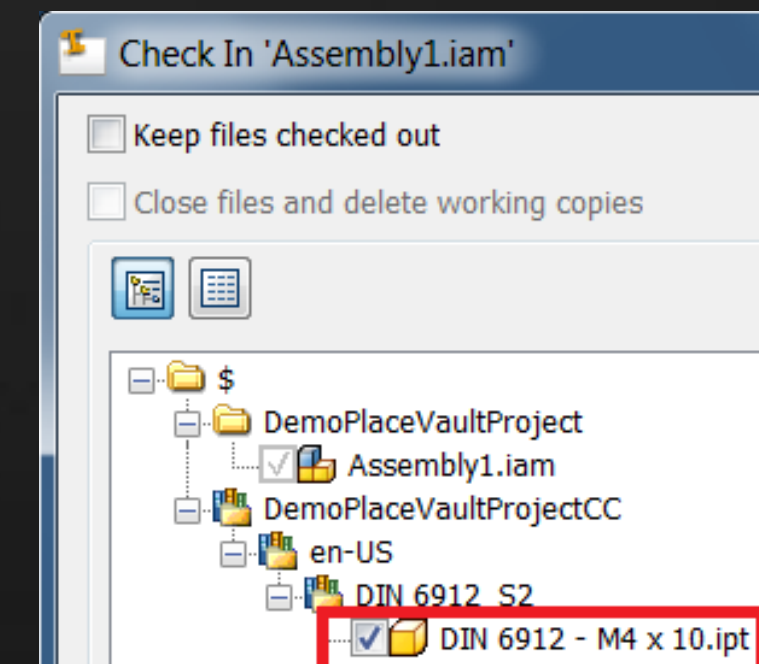 Check In 'Assembly1.iam'
Keep files checked out
Close files and delete working copies
$
DemoPlaceVaultProject
Assembly1.iam
DemoPlaceVaultProjectCC
en-US
DIN 6912_S2
DIN 6912 - M4 x 10.ipt